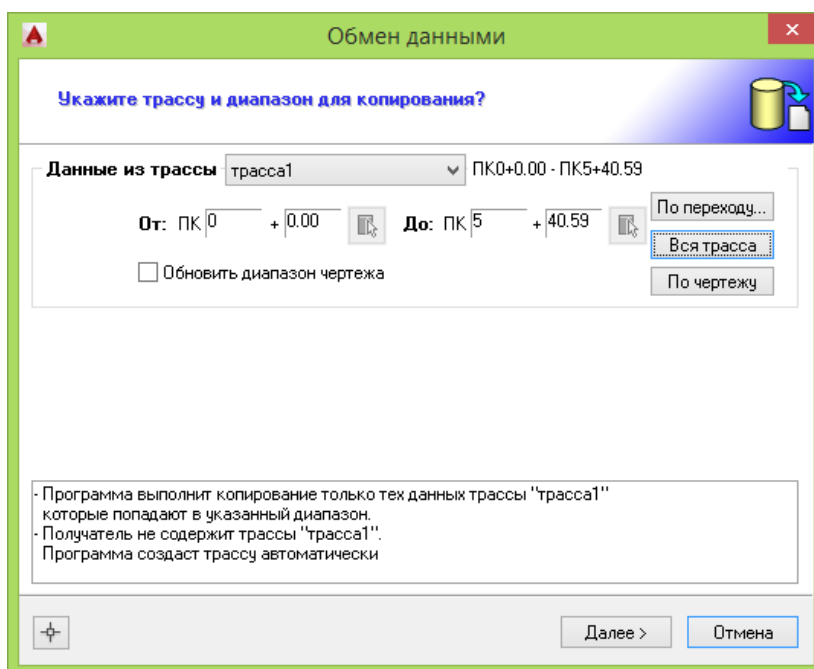 Обмен данными
Укажите трассу и диапазон для копирования?
Данные из трассы трасса1 ПК0+0.00 - ПК5+40.59
От: ПК 0 + 0.00 До: ПК 5 + 40.59
По переходу...
Вся трасса
Обновить диапазон чертежа
По чертежу
- Программа выполнит копирование только тех данных трассы "трасса1"
которые попадают в указанный диапазон.
- Получатель не содержит трассы "трасса1".
Программа создаст трассу автоматически
Далее > Отмена